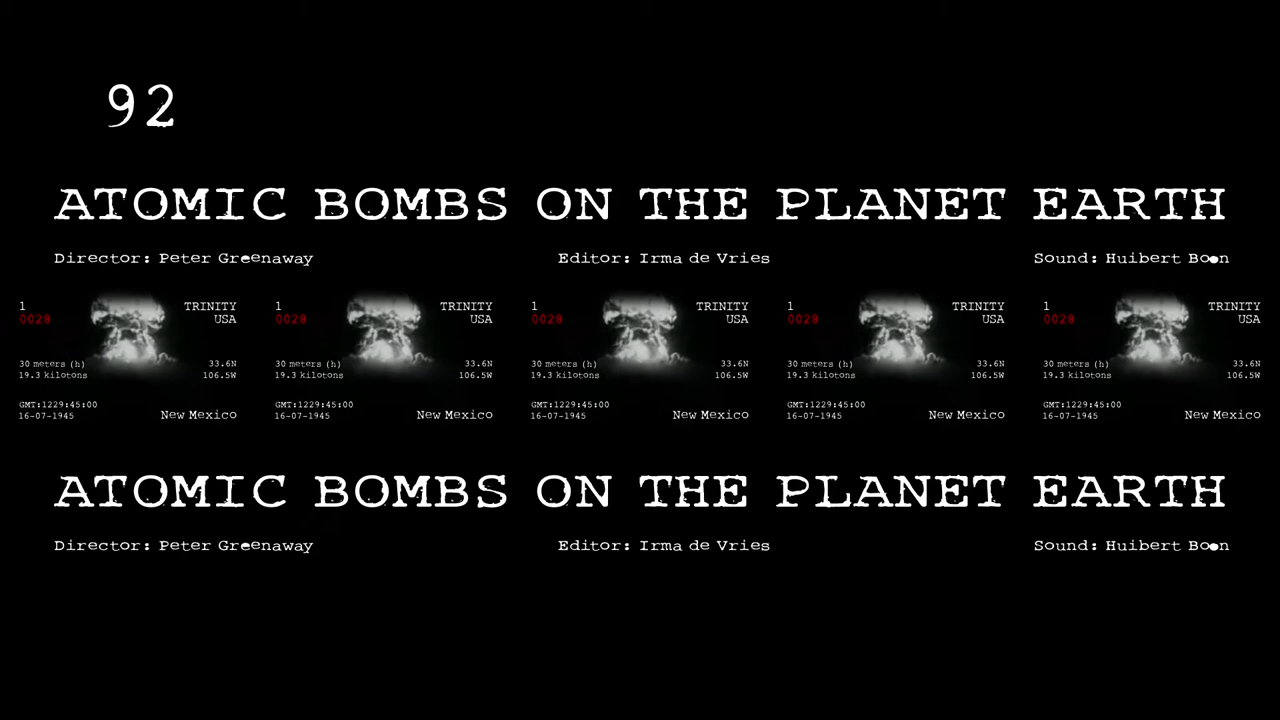 92
ATOMIC BOMBS ON THE PLANET EARTH
Director: Peter Greenaway Editor: Irma de Vries Sound: Huibert Boon
1 TRINITY 1 TRINITY 1 TRINITY 1 TRINITY 1 TRINITY
0028 USA 0028 USA 0028 USA 0028 USA 0028 USA
30 meters (h) 33.6N 30 meters (h) 33.6N 30 meters (h) 33.6N 30 meters (h) 33.6N 30 meters (h) 33.6N
19.3 kilotons 106.5W 19.3 kilotons 106.5W 19.3 kilotons 106.5W 19.3 kilotons 106.5W 19.3 kilotons 106.5W
GMT:1229:45:00 GMT:1229:45:00 GMT:1229:45:00 GMT:1229:45:00 GMT:1229:45:00
16-07-1945 New Mexico 16-07-1945 New Mexico 16-07-1945 New Mexico 16-07-1945 New Mexico 16-07-1945 New Mexico
ATOMIC BOMBS ON THE PLANET EARTH
Director: Peter Greenaway Editor: Irma de Vries Sound: Huibert Boon